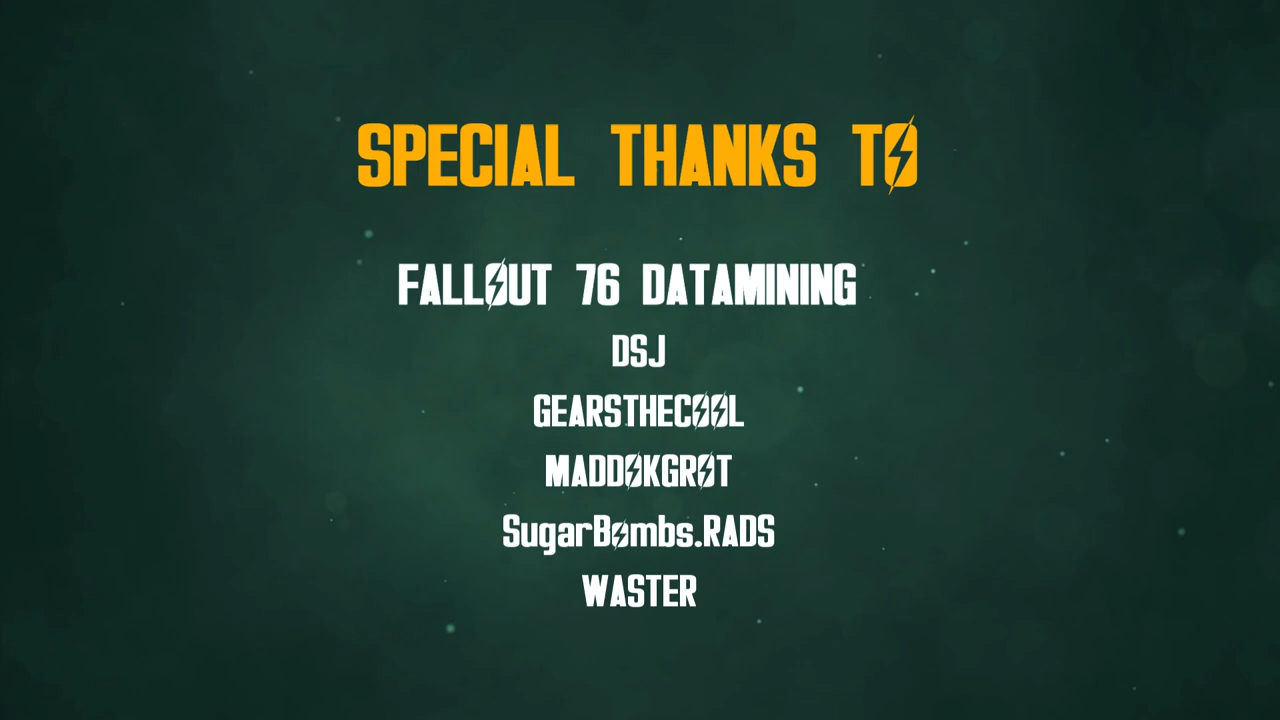 SPECIAL THANKS TO
FALLOUT 76 DATAMINING
DSJ
GEARSTHECOOL
MADDOKGROT
SugarBombs.RADS
WASTER